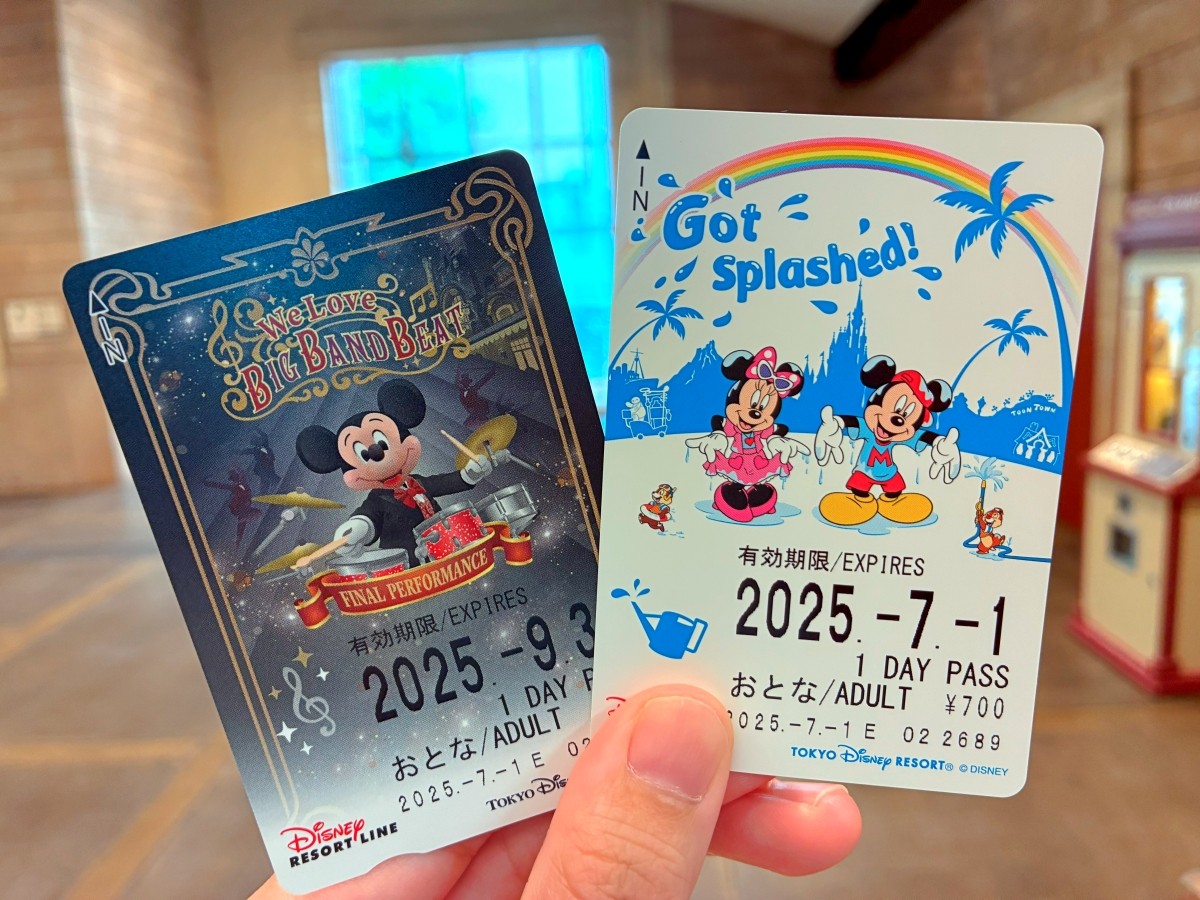 IN
We Love
BIG BAND BEAT
FINAL PERFORMANCE
有効期限/EXPIRES
2025.-9.3
1 DAY
おとな/ADULT
2025.-7.-1 E 02
TOKYO
Disney
RESORT LINE
IN
Got
splashed!
TOON TOWN
M
有効期限/EXPIRES
2025.-7.-1
1 DAY PASS
おとな/ADULT ¥700
2025.-7.-1 E 02 2689
TOKYO Disney RESORT® © DISNEY